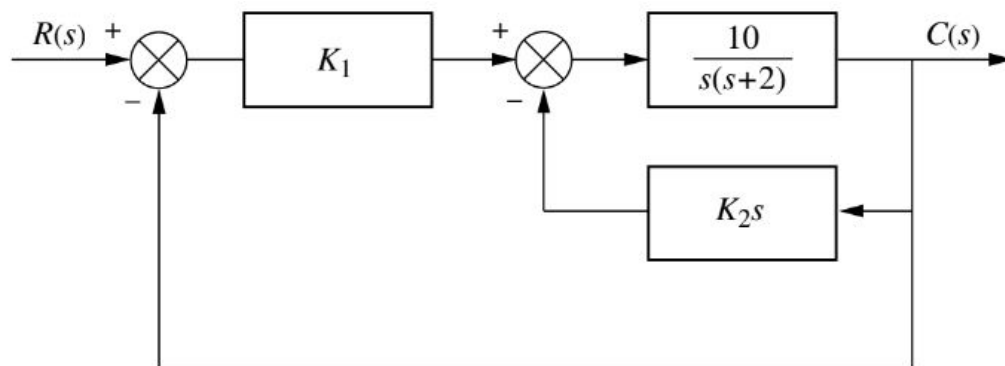 R(s)
+
−
K₁
+
−
10
s(s+2)
C(s)
K₂s